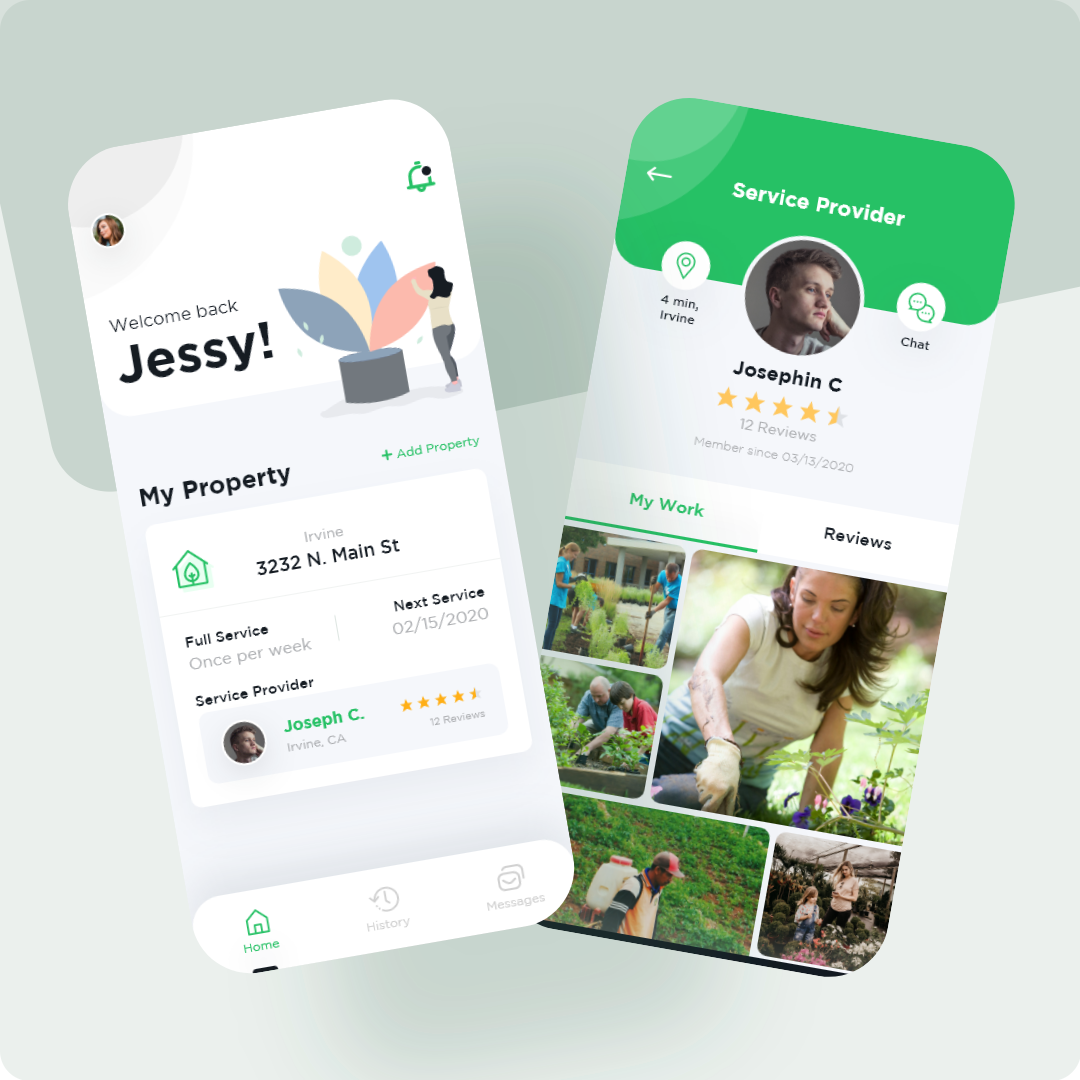 Welcome back
Jessy!
+ Add Property
My Property
Irvine
3232 N. Main St
Full Service
Once per week
Next Service
02/15/2020
Service Provider
Joseph C.
Irvine, CA
12 Reviews
Home
History
Messages
Service Provider
4 min,
Irvine
Chat
Josephin C
12 Reviews
Member since 03/13/2020
My Work
Reviews